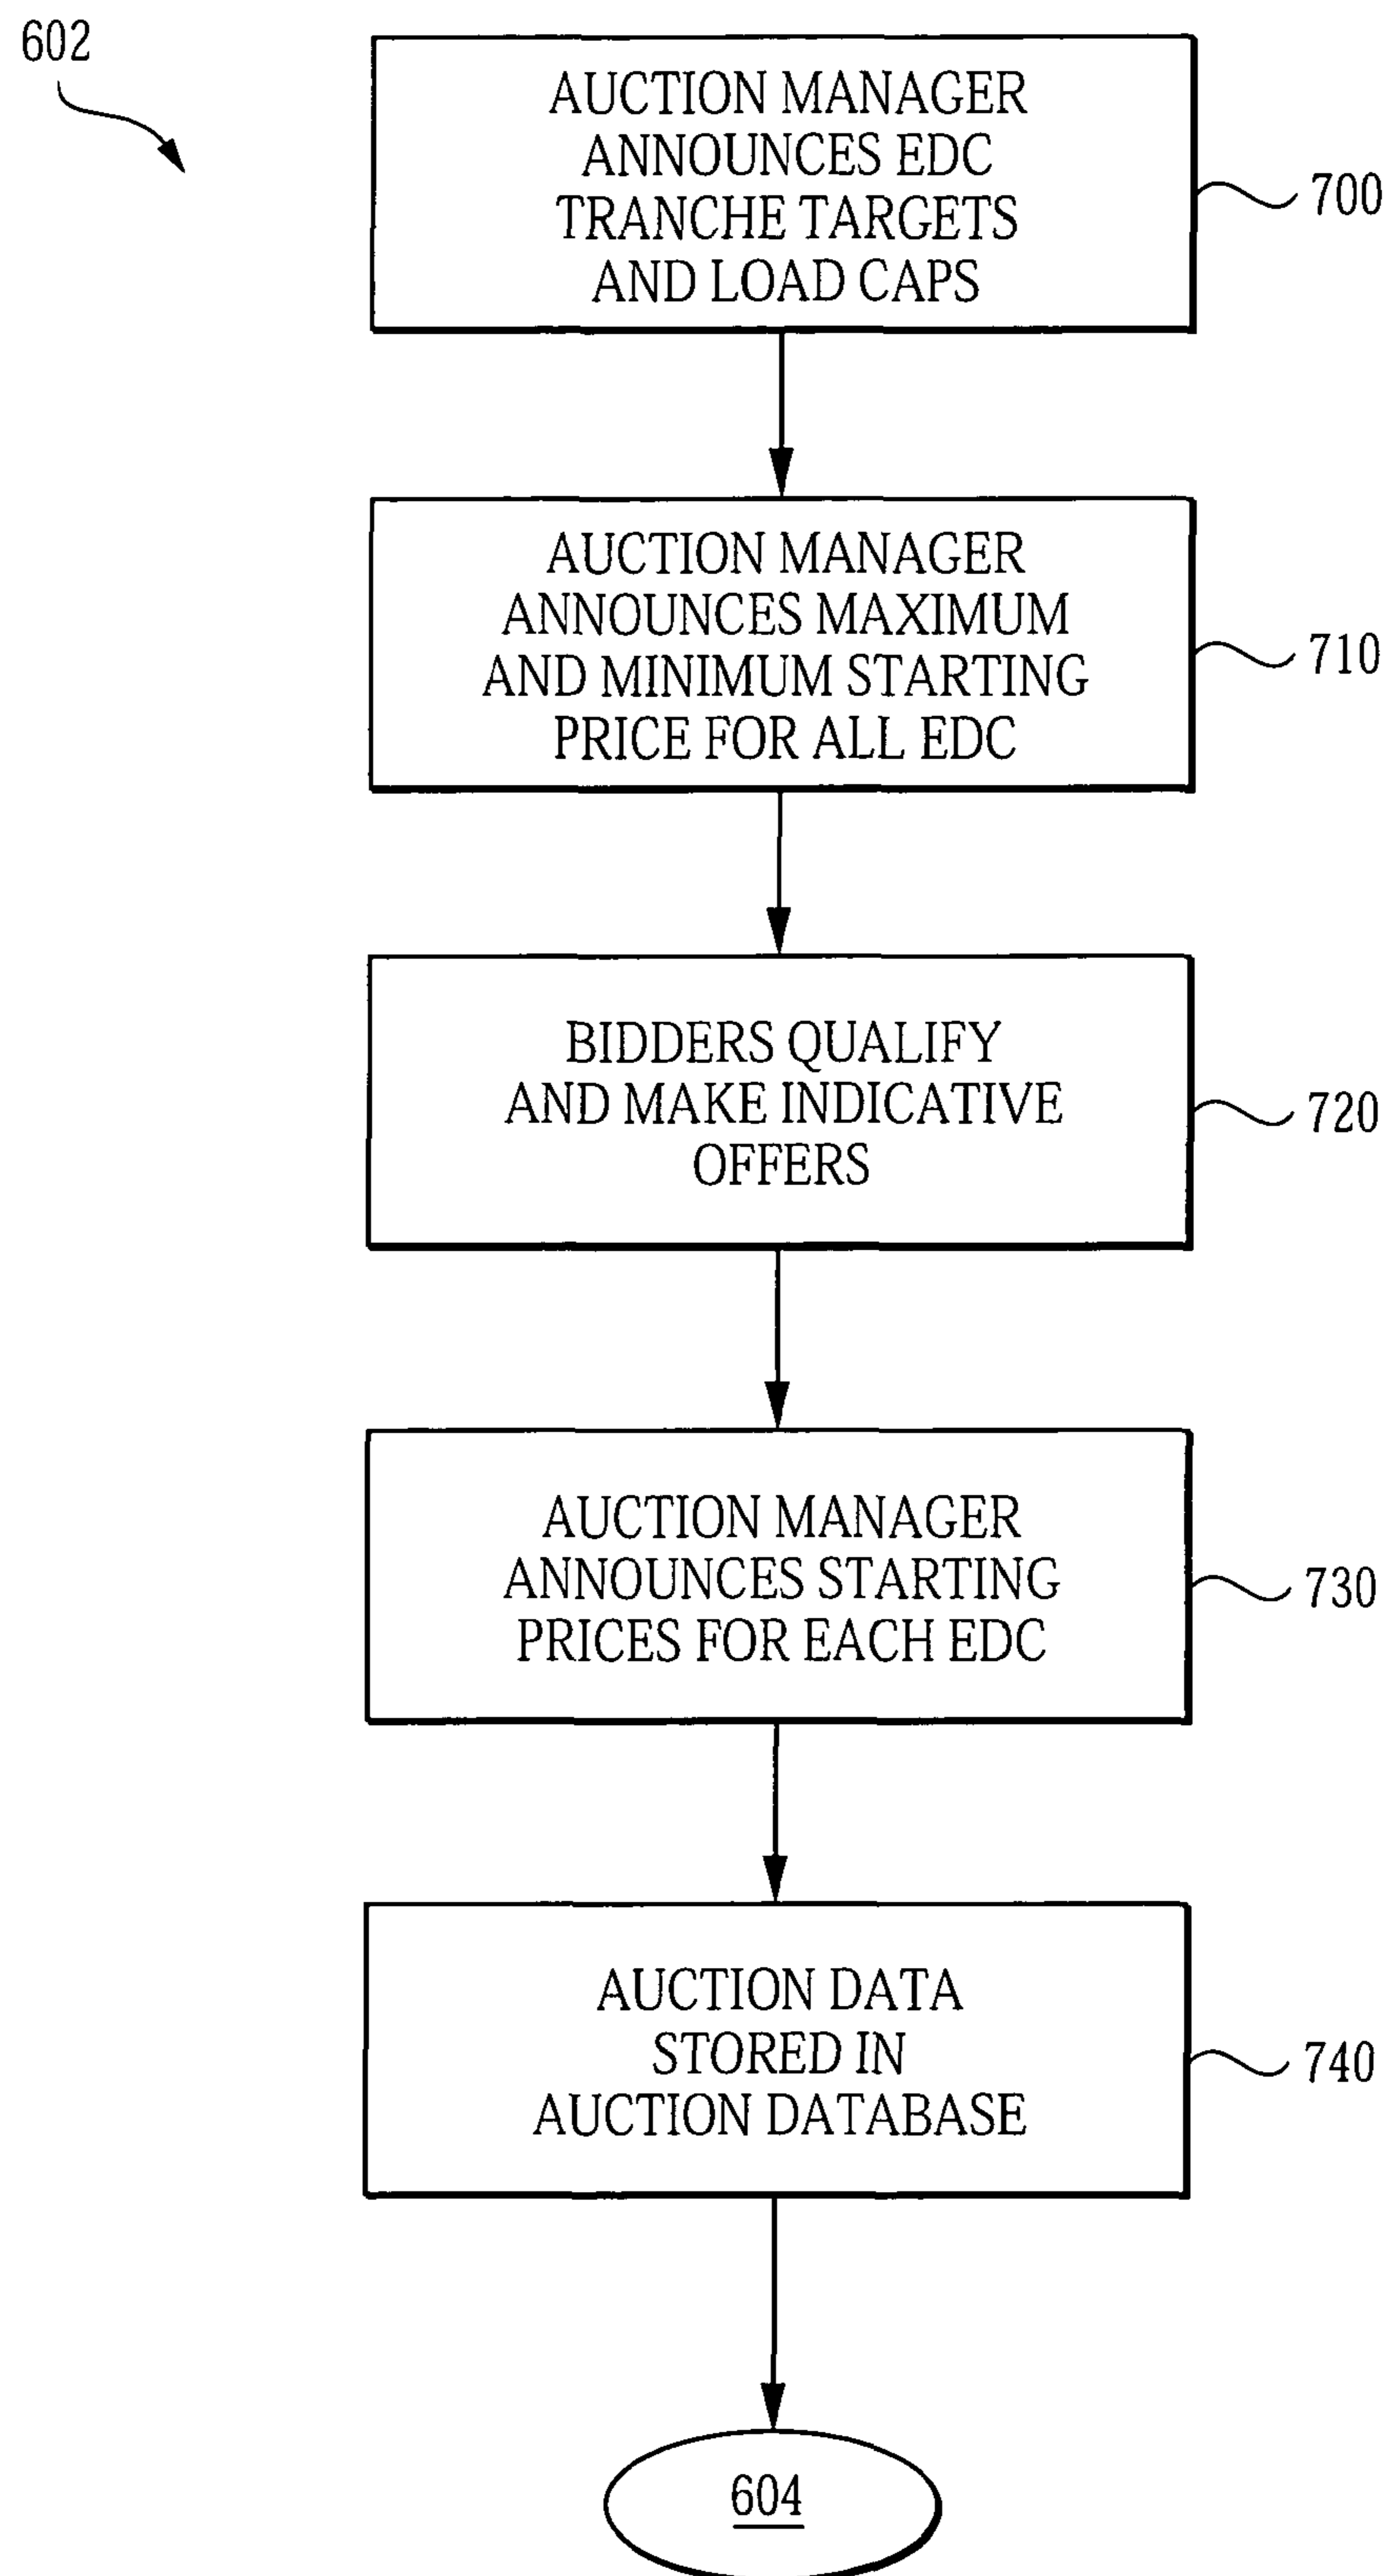 602
AUCTION MANAGER
ANNOUNCES EDC
TRANCHE TARGETS
AND LOAD CAPS
700
AUCTION MANAGER
ANNOUNCES MAXIMUM
AND MINIMUM STARTING
PRICE FOR ALL EDC
710
BIDDERS QUALIFY
AND MAKE INDICATIVE
OFFERS
720
AUCTION MANAGER
ANNOUNCES STARTING
PRICES FOR EACH EDC
730
AUCTION DATA
STORED IN
AUCTION DATABASE
740
604